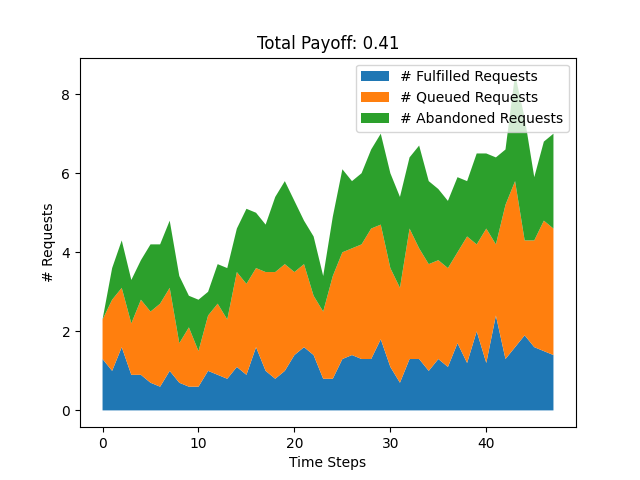 Total Payoff: 0.41
# Fulfilled Requests
# Queued Requests
# Abandoned Requests
# Requests
8
6
4
2
0
0
10
20
30
40
Time Steps